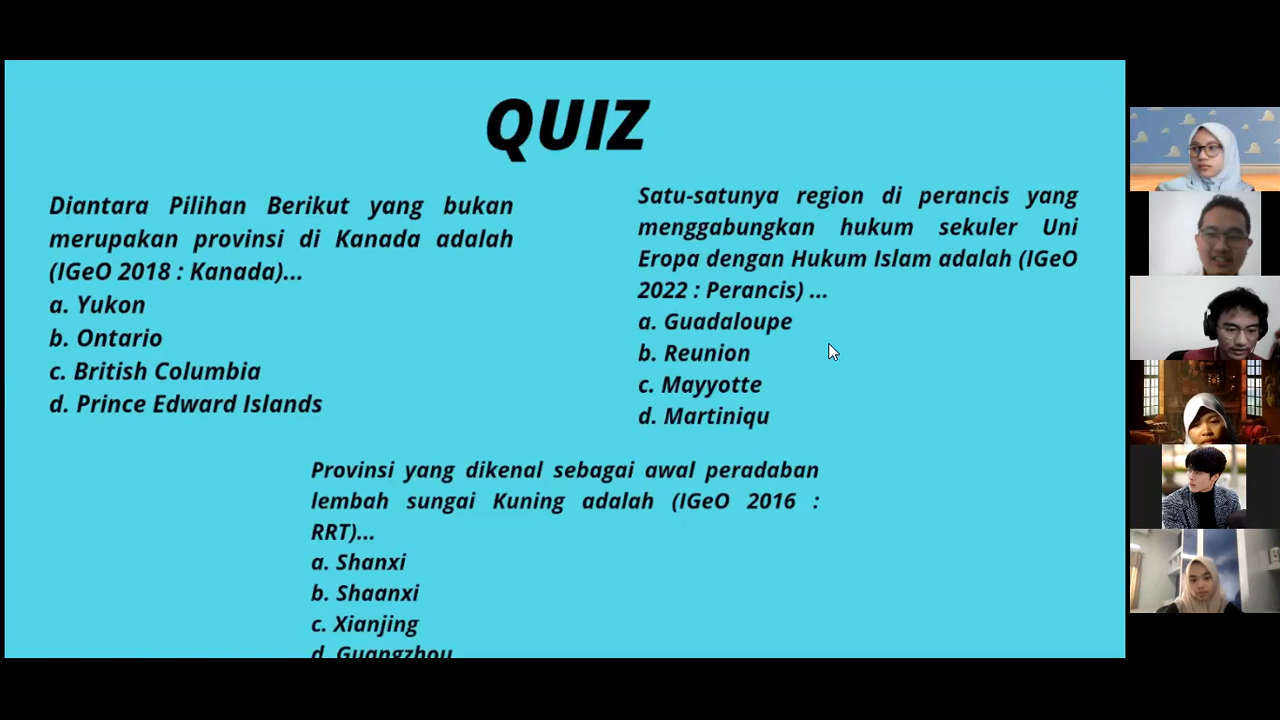 QUIZ
Diantara Pilihan Berikut yang bukan
merupakan provinsi di Kanada adalah
(IGeO 2018 : Kanada)...
a. Yukon
b. Ontario
c. British Columbia
d. Prince Edward Islands
Satu-satunya region di perancis yang
menggabungkan hukum sekuler Uni
Eropa dengan Hukum Islam adalah (IGeO
2022 : Perancis) ...
a. Guadaloupe
b. Reunion
c. Mayyotte
d. Martiniqu
Provinsi yang dikenal sebagai awal peradaban
lembah sungai Kuning adalah (IGeO 2016 :
RRT)...
a. Shanxi
b. Shaanxi
c. Xianjing
d. Guangzhou